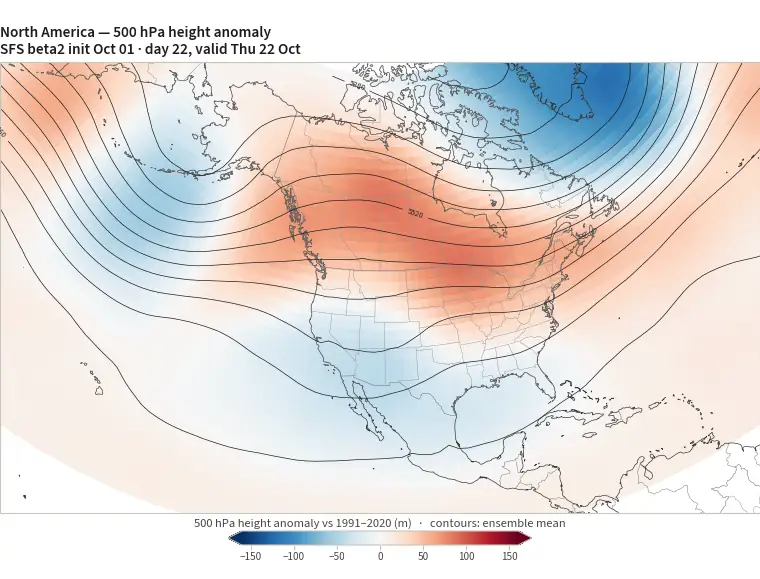 North America — 500 hPa height anomaly
SFS beta2 init Oct 01 · day 22, valid Thu 22 Oct
5520
500 hPa height anomaly vs 1991–2020 (m) · contours: ensemble mean
−150 −100 −50 0 50 100 150